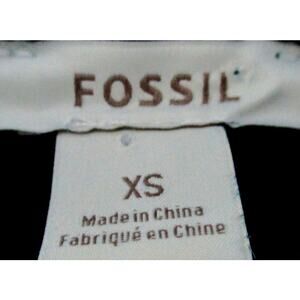 FOSSIL
XS
Made in China
Fabriqué en Chine